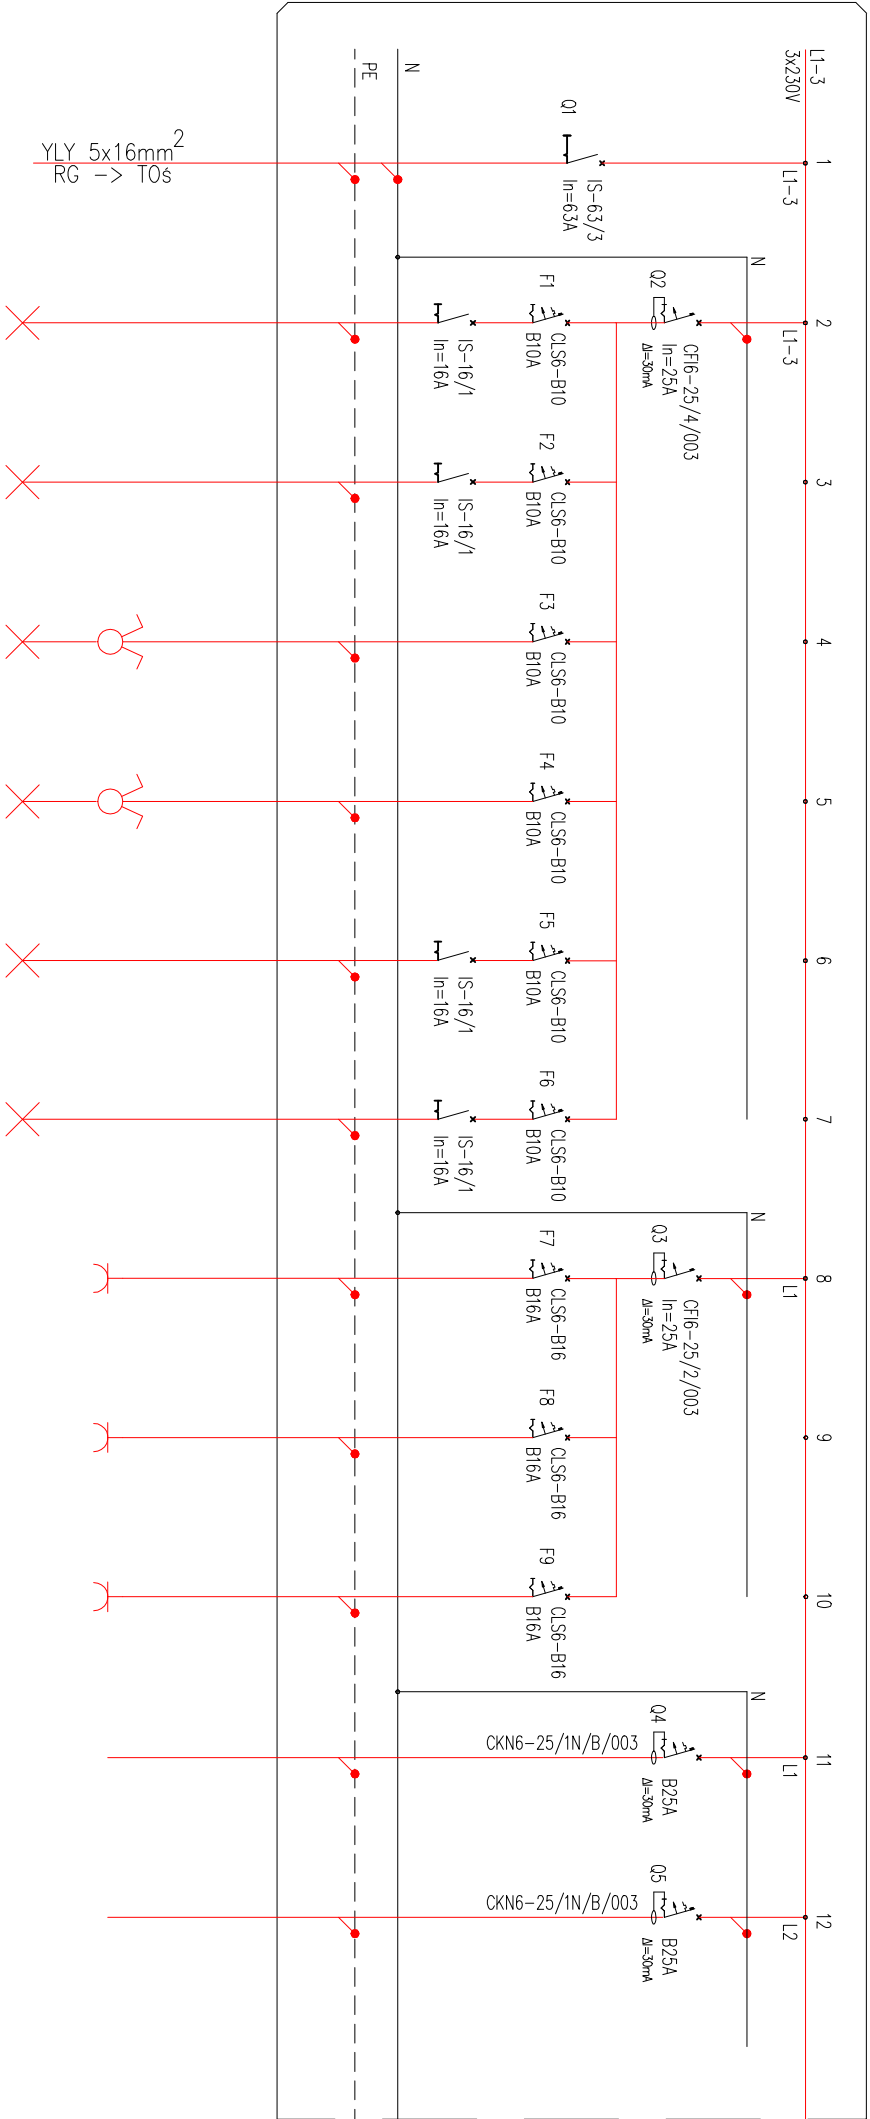 L1-3
3x230V
N
PE
1
L1-3
Q1
IS-63/3
In=63A
YLY 5x16mm2
RG -> TOś
N
2
L1-3
Q2
CFI6-25/4/003
In=25A
ΔI=30mA
F1
CLS6-B10
B10A
IS-16/1
In=16A
3
F2
CLS6-B10
B10A
IS-16/1
In=16A
4
F3
CLS6-B10
B10A
5
F4
CLS6-B10
B10A
6
F5
CLS6-B10
B10A
IS-16/1
In=16A
7
F6
CLS6-B10
B10A
IS-16/1
In=16A
N
8
L1
Q3
CFI6-25/2/003
In=25A
ΔI=30mA
F7
CLS6-B16
B16A
9
F8
CLS6-B16
B16A
10
F9
CLS6-B16
B16A
N
11
L1
Q4
CKN6-25/1N/B/003
B25A
ΔI=30mA
12
L2
Q5
CKN6-25/1N/B/003
B25A
ΔI=30mA